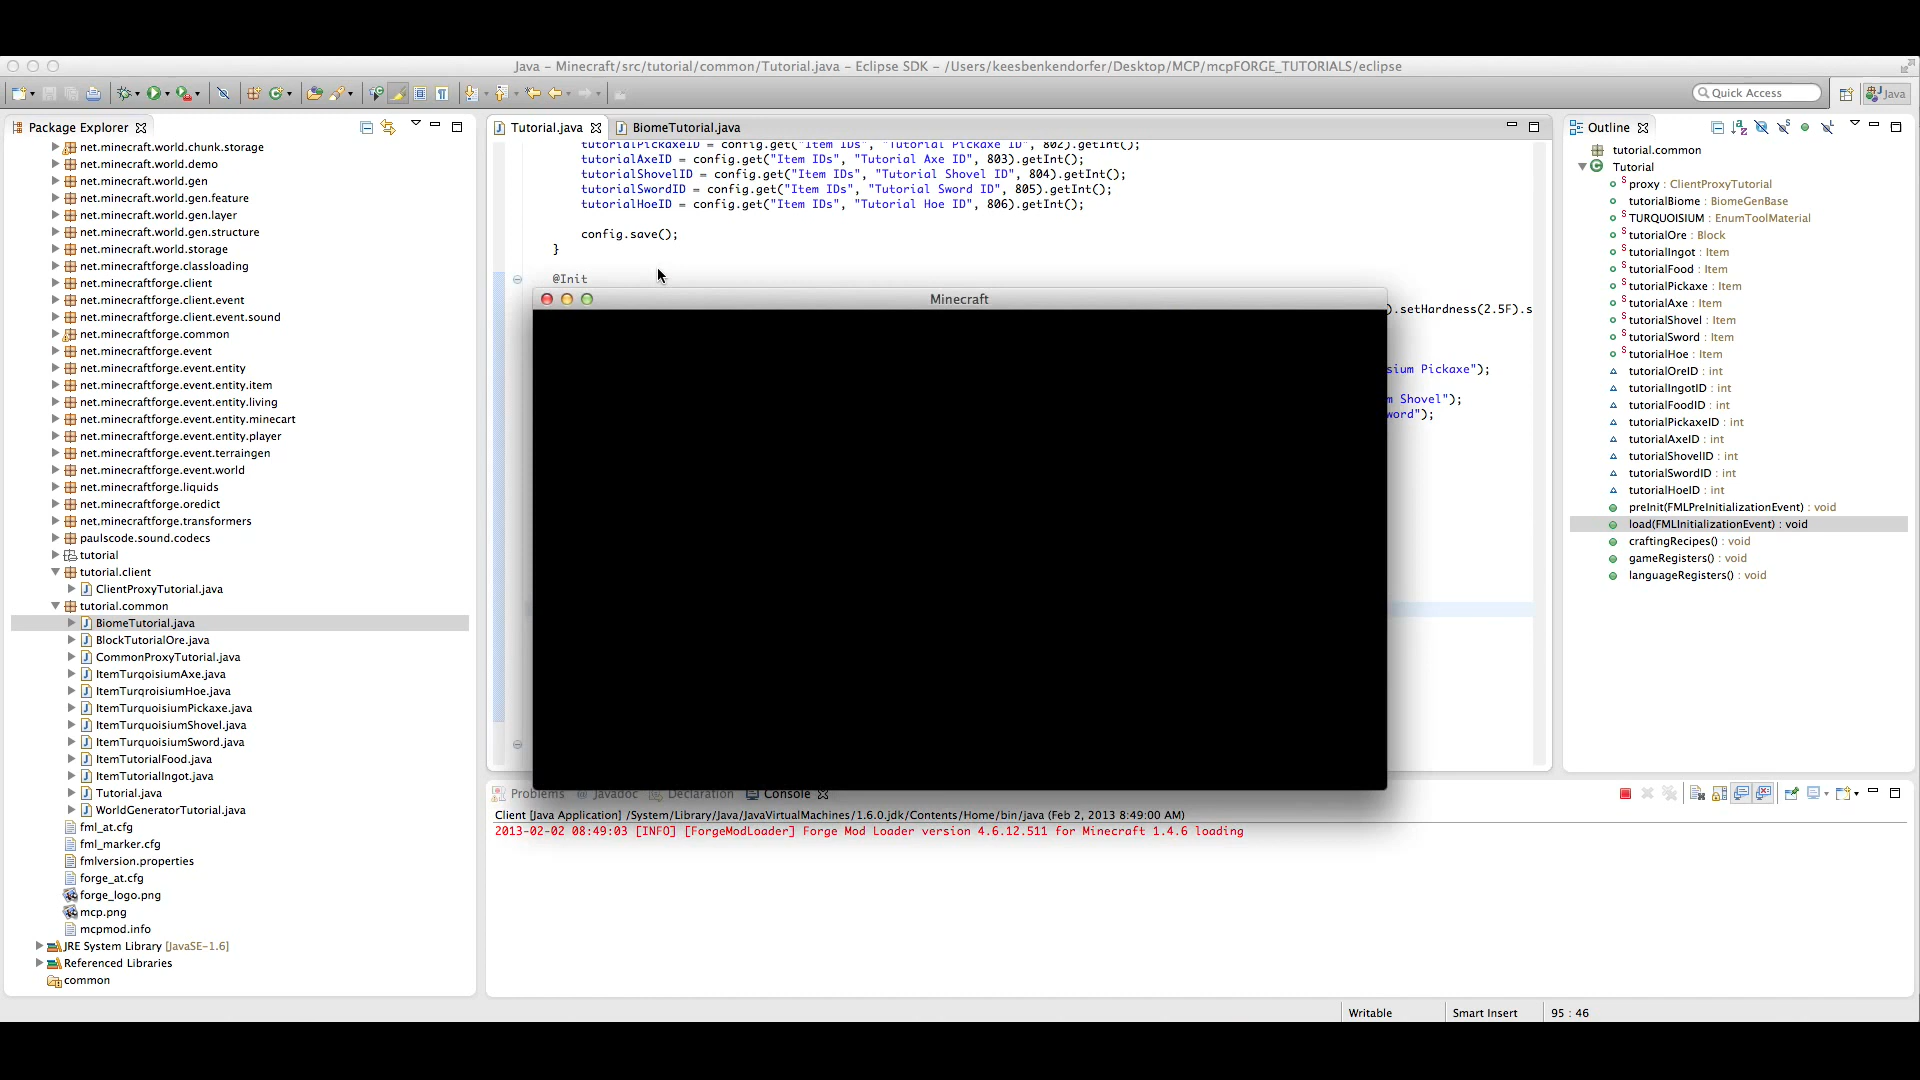 Java – Minecraft/src/tutorial/common/Tutorial.java – Eclipse SDK – /Users/keesbenkendorfer/Desktop/MCP/mcpFORGE_TUTORIALS/eclipse
Quick Access
Java
Package Explorer
net.minecraft.world.chunk.storage
net.minecraft.world.demo
net.minecraft.world.gen
net.minecraft.world.gen.feature
net.minecraft.world.gen.layer
net.minecraft.world.gen.structure
net.minecraft.world.storage
net.minecraftforge.classloading
net.minecraftforge.client
net.minecraftforge.client.event
net.minecraftforge.client.event.sound
net.minecraftforge.common
net.minecraftforge.event
net.minecraftforge.event.entity
net.minecraftforge.event.entity.item
net.minecraftforge.event.entity.living
net.minecraftforge.event.entity.minecart
net.minecraftforge.event.entity.player
net.minecraftforge.event.terraingen
net.minecraftforge.event.world
net.minecraftforge.liquids
net.minecraftforge.oredict
net.minecraftforge.transformers
paulscode.sound.codecs
tutorial
tutorial.client
ClientProxyTutorial.java
tutorial.common
BiomeTutorial.java
BlockTutorialOre.java
CommonProxyTutorial.java
ItemTurqoisiumAxe.java
ItemTurqroisiumHoe.java
ItemTurquoisiumPickaxe.java
ItemTurquoisiumShovel.java
ItemTurquoisiumSword.java
ItemTutorialFood.java
ItemTutorialIngot.java
Tutorial.java
WorldGeneratorTutorial.java
fml_at.cfg
fml_marker.cfg
fmlversion.properties
forge_at.cfg
forge_logo.png
mcp.png
mcpmod.info
JRE System Library [JavaSE-1.6]
Referenced Libraries
common
Tutorial.java
BiomeTutorial.java
tutorialPickaxeID = config.get("Item IDs", "Tutorial Pickaxe ID", 802).getInt();
tutorialAxeID = config.get("Item IDs", "Tutorial Axe ID", 803).getInt();
tutorialShovelID = config.get("Item IDs", "Tutorial Shovel ID", 804).getInt();
tutorialSwordID = config.get("Item IDs", "Tutorial Sword ID", 805).getInt();
tutorialHoeID = config.get("Item IDs", "Tutorial Hoe ID", 806).getInt();
config.save();
}
@Init
Minecraft
).setHardness(2.5F).s
sium Pickaxe");
m Shovel");
word");
Problems
Javadoc
Declaration
Console
Client [Java Application] /System/Library/Java/JavaVirtualMachines/1.6.0.jdk/Contents/Home/bin/java (Feb 2, 2013 8:49:00 AM)
2013-02-02 08:49:03 [INFO] [ForgeModLoader] Forge Mod Loader version 4.6.12.511 for Minecraft 1.4.6 loading
Outline
tutorial.common
Tutorial
proxy : ClientProxyTutorial
tutorialBiome : BiomeGenBase
TURQUOISIUM : EnumToolMaterial
tutorialOre : Block
tutorialIngot : Item
tutorialFood : Item
tutorialPickaxe : Item
tutorialAxe : Item
tutorialShovel : Item
tutorialSword : Item
tutorialHoe : Item
tutorialOreID : int
tutorialIngotID : int
tutorialFoodID : int
tutorialPickaxeID : int
tutorialAxeID : int
tutorialShovelID : int
tutorialSwordID : int
tutorialHoeID : int
preInit(FMLPreInitializationEvent) : void
load(FMLInitializationEvent) : void
craftingRecipes() : void
gameRegisters() : void
languageRegisters() : void
Writable
Smart Insert
95 : 46